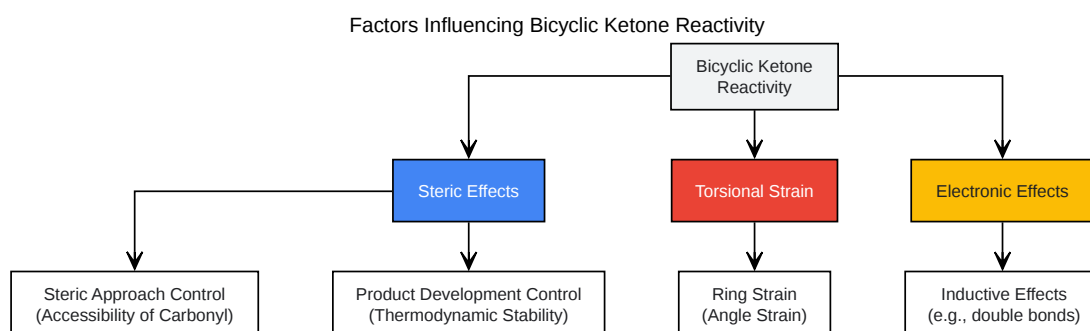 Factors Influencing Bicyclic Ketone Reactivity
Bicyclic Ketone
Reactivity
Steric Effects
Torsional Strain
Electronic Effects
Steric Approach Control
(Accessibility of Carbonyl)
Product Development Control
(Thermodynamic Stability)
Ring Strain
(Angle Strain)
Inductive Effects
(e.g., double bonds)